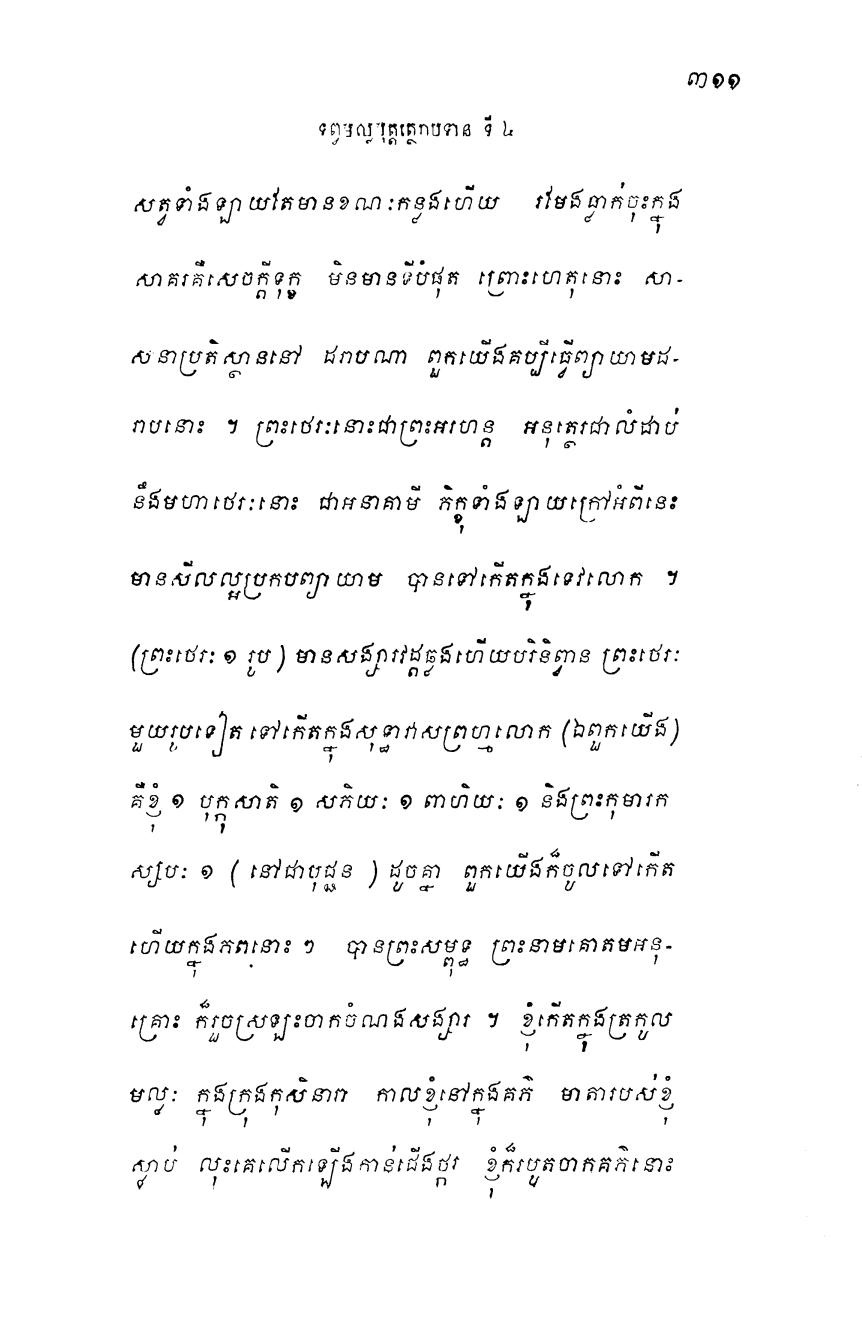 ៣១១
ទព្វមល្លបុត្តត្ថេរាបទាន ទី ៤
សត្វទាំងឡាយតែមានខណៈកន្លងហើយ រមែងធ្លាក់ចុះក្នុង
សាគរគឺសេចក្តីទុក្ខ មិនមានទីបំផុត ព្រោះហេតុនោះ សា-
សនាប្រតិស្ឋាននៅ ដរាបណា ពួកយើងគប្បីធ្វើព្យាយាមដ-
រាបនោះ ។ ព្រះថេរៈនោះជាព្រះអរហន្ត អនុត្ថេរជាលំដាប់
នឹងមហាថេរៈនោះ ជាអនាគាមី ភិក្ខុទាំងឡាយក្រៅអំពីនេះ
មានសីលល្អប្រកបព្យាយាម បានទៅកើតក្នុងទេវលោក ។
(ព្រះថេរៈ ១ រូប ) មានសង្សារវដ្តឆ្លងហើយបរិនិព្វាន ព្រះថេរៈ
មួយរូបទៀត ទៅកើតក្នុងសុទ្ធាវាសព្រហ្មលោក (ឯពួកយើង)
គឺខ្ញុំ ១ បុក្កុសាតិ ១ សភិយៈ ១ ពាហិយៈ ១ និងព្រះកុមារក
ស្សបៈ ១ ( នៅជាបុថុជ្ជន ) ដូចគ្នា ពួកយើងក៏ចូលទៅកើត
ហើយក្នុងភពនោះ ៗ បានព្រះសម្ពុទ្ធ ព្រះនាមគោតមអនុ-
គ្រោះ ក៏រួចស្រឡះចាកចំណងសង្សារ ។ ខ្ញុំកើតក្នុងត្រកូល
មល្លៈ ក្នុងក្រុងកុសិនារា កាលខ្ញុំនៅក្នុងគភ៌ មាតារបស់ខ្ញុំ
ស្លាប់ លុះគេលើកឡើងកាន់ជើងថ្ករ ខ្ញុំក៏របូតចាកគភ៌នោះ